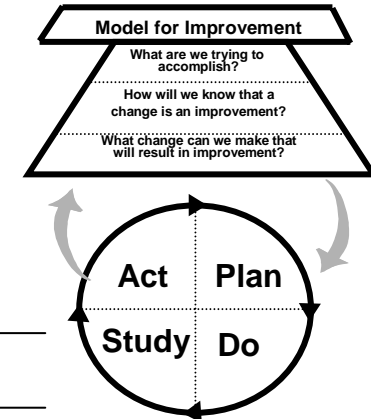 Model for Improvement
What are we trying to
accomplish?
How will we know that a
change is an improvement?
What change can we make that
will result in improvement?
Act Plan
Study Do